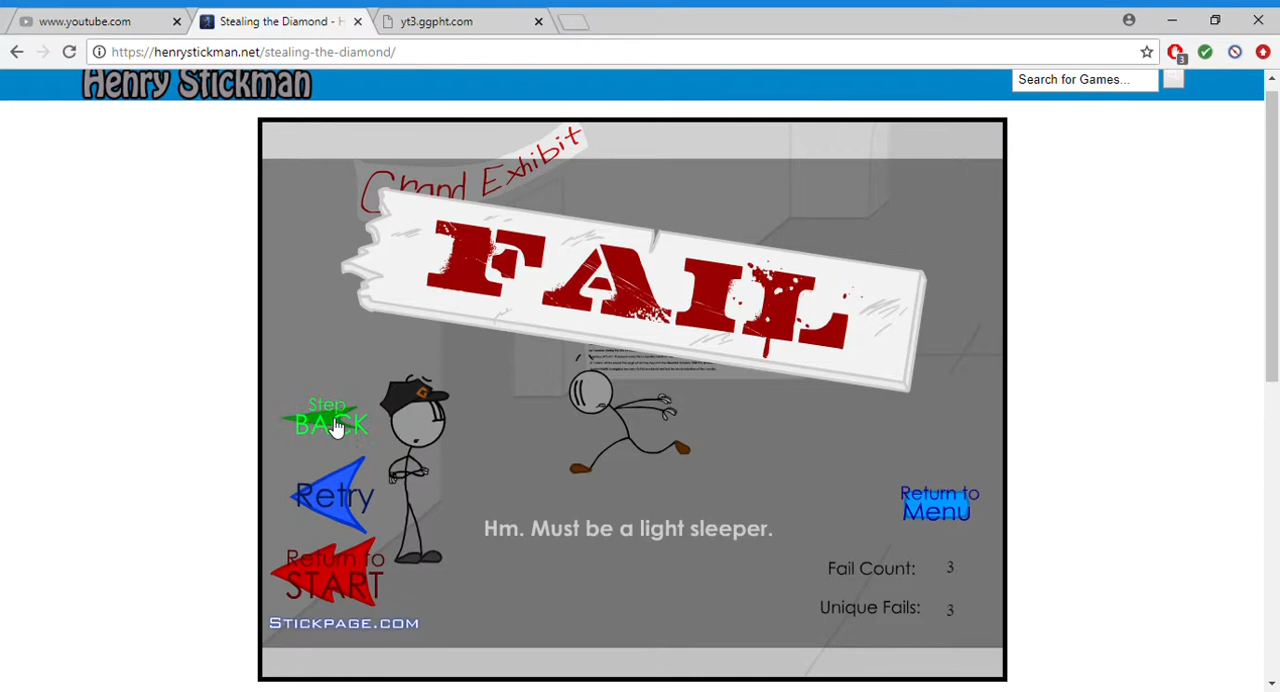 www.youtube.com
Stealing the Diamond - H
yt3.ggpht.com
https://henrystickman.net/stealing-the-diamond/
3
Henry Stickman
Search for Games...
Grand Exhibit
FAIL
Step
BACK
Retry
Return to
START
Hm. Must be a light sleeper.
Return to
Menu
Fail Count: 3
Unique Fails: 3
STICKPAGE.COM